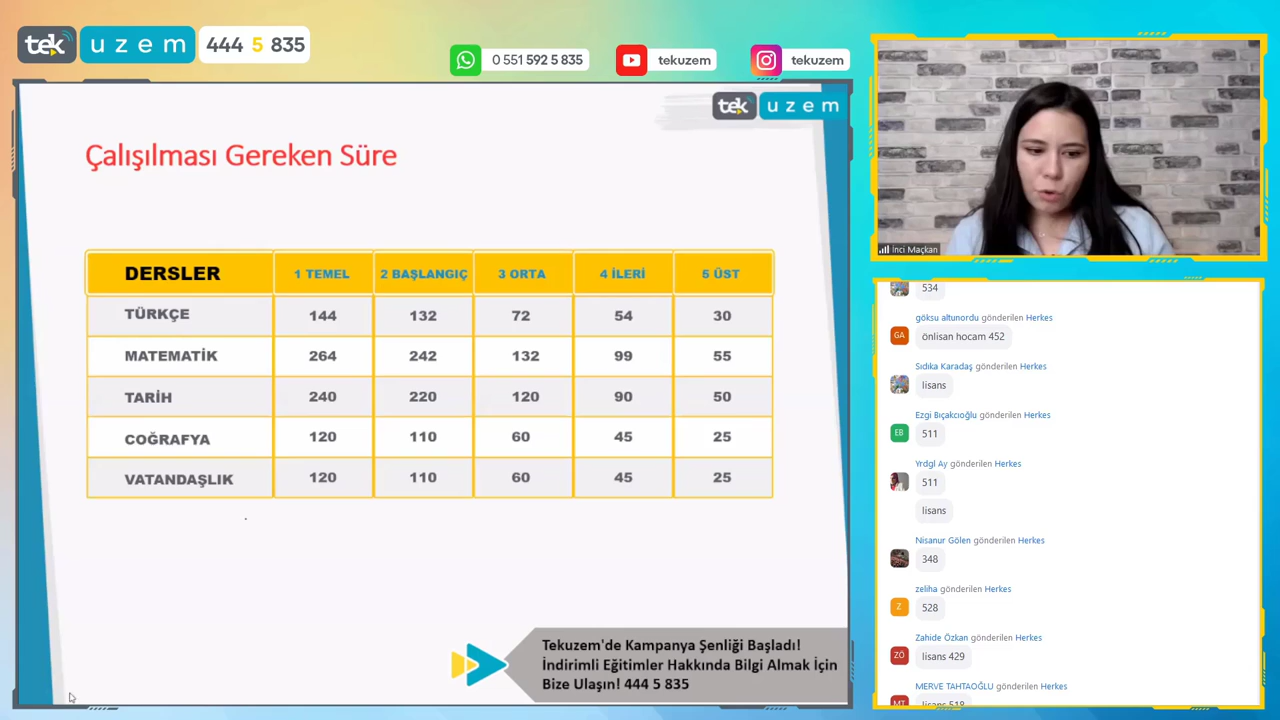 tek uzem 444 5 835
0 551 592 5 835
tekuzem
tekuzem
tek uzem
Çalışılması Gereken Süre
DERSLER 1 TEMEL 2 BAŞLANGIÇ 3 ORTA 4 İLERİ 5 ÜST
TÜRKÇE 144 132 72 54 30
MATEMATİK 264 242 132 99 55
TARİH 240 220 120 90 50
COĞRAFYA 120 110 60 45 25
VATANDAŞLIK 120 110 60 45 25
Tekuzem'de Kampanya Şenliği Başladı!
İndirimli Eğitimler Hakkında Bilgi Almak İçin
Bize Ulaşın! 444 5 835
İnci Maçkan
534
göksu altunordu gönderilen Herkes
GA önlisan hocam 452
Sıdıka Karadaş gönderilen Herkes
lisans
Ezgi Bıçakcıoğlu gönderilen Herkes
EB 511
Yrdgl Ay gönderilen Herkes
511
lisans
Nisanur Gölen gönderilen Herkes
348
zeliha gönderilen Herkes
Z 528
Zahide Özkan gönderilen Herkes
ZÖ lisans 429
MERVE TAHTAOĞLU gönderilen Herkes
MT lisans 518